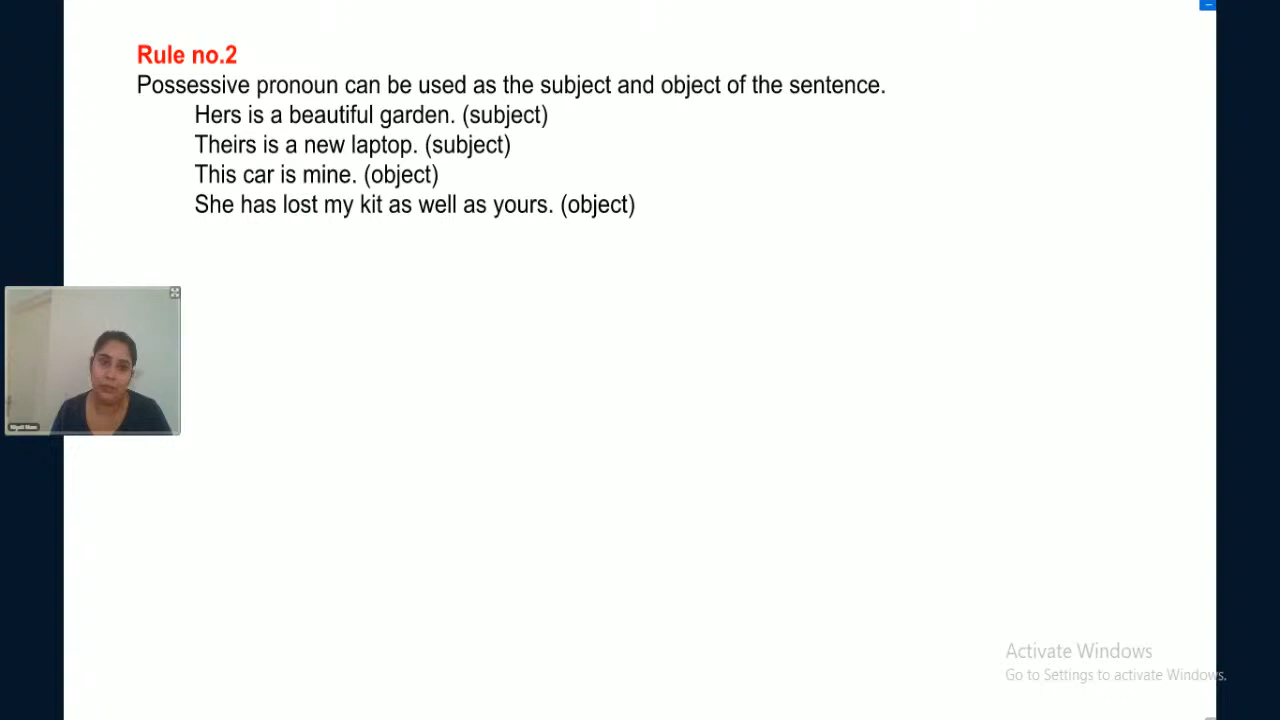 Rule no.2
Possessive pronoun can be used as the subject and object of the sentence.
Hers is a beautiful garden. (subject)
Theirs is a new laptop. (subject)
This car is mine. (object)
She has lost my kit as well as yours. (object)
Activate Windows
Go to Settings to activate Windows.